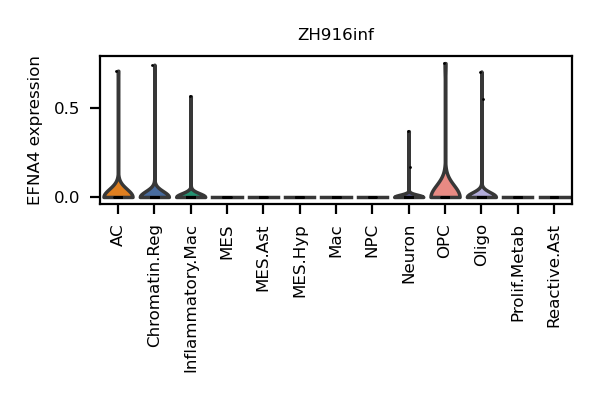 ZH916inf
EFNA4 expression
0.5
0.0
AC
Chromatin.Reg
Inflammatory.Mac
MES
MES.Ast
MES.Hyp
Mac
NPC
Neuron
OPC
Oligo
Prolif.Metab
Reactive.Ast